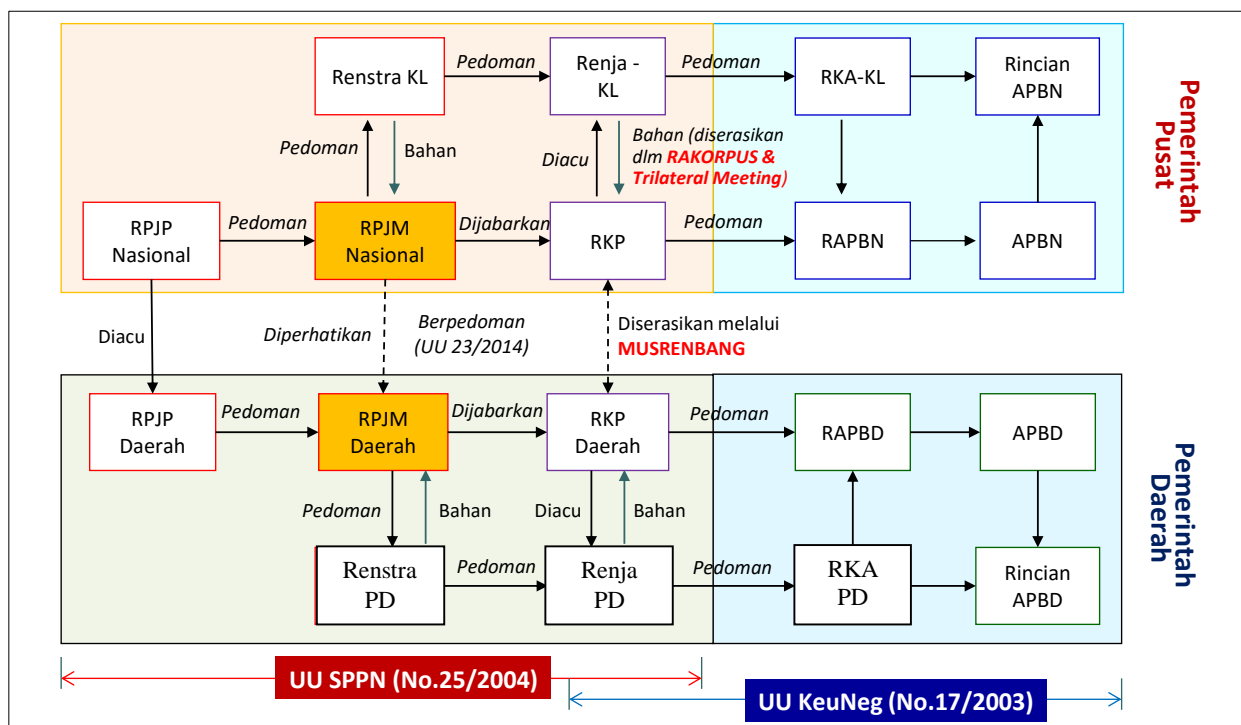 Renstra KL
Pedoman
Renja -
KL
Pedoman
RKA-KL
Rincian
APBN
Pedoman
Bahan
Diacu
Bahan (diserasikan
dlm RAKORPUS &
Trilateral Meeting)
RPJP
Nasional
Pedoman
RPJM
Nasional
Dijabarkan
RKP
Pedoman
RAPBN
APBN
Pemerintah
Pusat
Diacu
Diperhatikan
Berpedoman
(UU 23/2014)
Diserasikan melalui
MUSRENBANG
RPJP
Daerah
Pedoman
RPJM
Daerah
Dijabarkan
RKP
Daerah
Pedoman
RAPBD
APBD
Pedoman
Bahan
Diacu
Bahan
Renstra
PD
Pedoman
Renja
PD
Pedoman
RKA
PD
Rincian
APBD
Pemerintah
Daerah
UU SPPN (No.25/2004)
UU KeuNeg (No.17/2003)